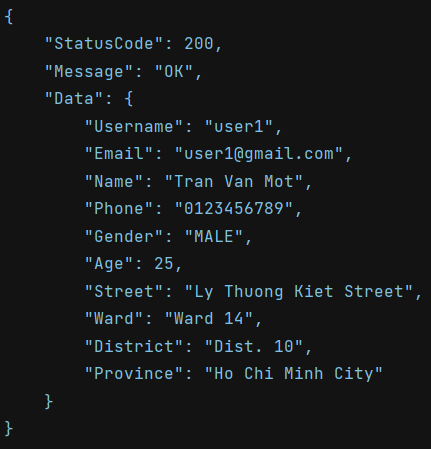 {
    "StatusCode": 200,
    "Message": "OK",
    "Data": {
        "Username": "user1",
        "Email": "user1@gmail.com",
        "Name": "Tran Van Mot",
        "Phone": "0123456789",
        "Gender": "MALE",
        "Age": 25,
        "Street": "Ly Thuong Kiet Street",
        "Ward": "Ward 14",
        "District": "Dist. 10",
        "Province": "Ho Chi Minh City"
    }
}